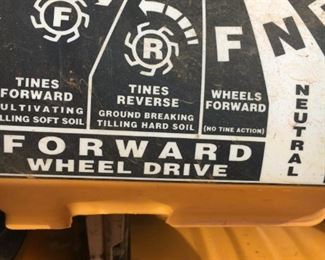 F
TINES
FORWARD
ULTIVATING
LLING SOFT SOIL
R
TINES
REVERSE
GROUND BREAKING
TILLING HARD SOIL
F
WHEELS
FORWARD
(NO TINE ACTION)
N
NEUTRAL
FORWARD
WHEEL DRIVE